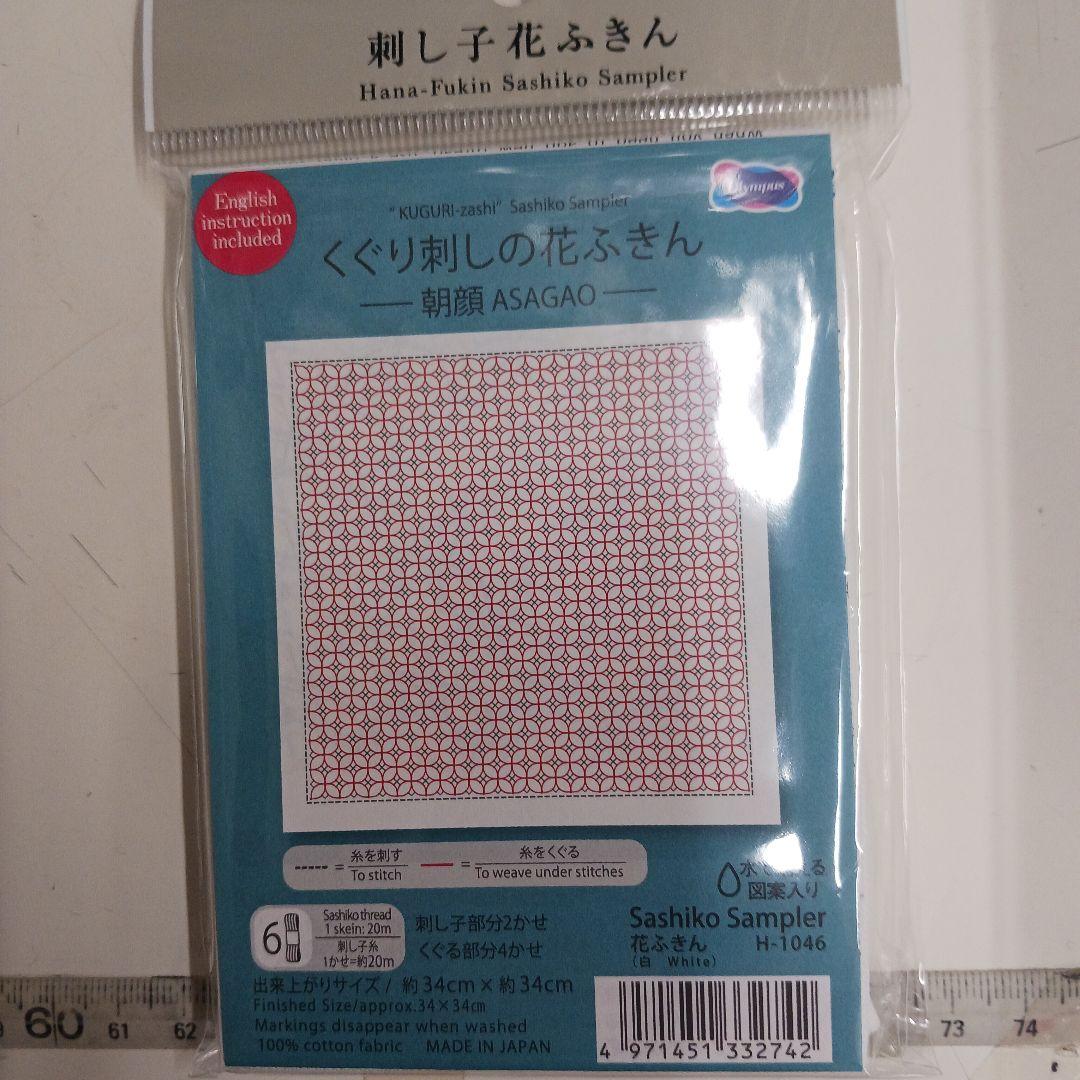 刺し子花ふきん
Hana-Fukin Sashiko Sampler
English
instruction
included
Olympus
"KUGURI-zashi" Sashiko Sampler
くぐり刺しの花ふきん
朝顔 ASAGAO
= 糸を刺す
To stitch
= 糸をくぐる
To weave under stitches
図案入り
6
Sashiko thread
1 skein: 20m
刺し子糸
1かせ=約20m
刺し子部分2かせ
くぐる部分4かせ
Sashiko Sampler
花ふきん H-1046
(白 White)
出来上がりサイズ / 約34cm×約34cm
Finished Size/approx.34×34㎝
Markings disappear when washed
100% cotton fabric MADE IN JAPAN
4 971451 332742
60 61 62 73 74